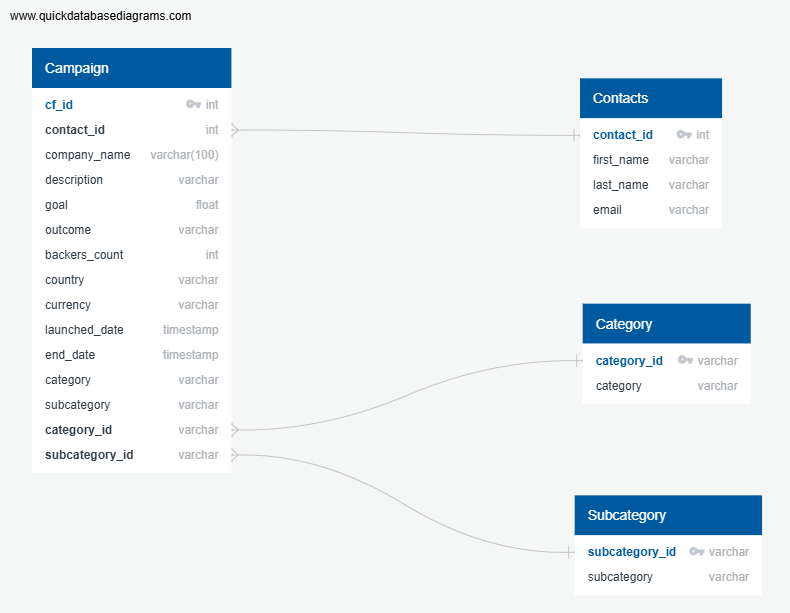 www.quickdatabasediagrams.com
Campaign
cf_id int
contact_id int
company_name varchar(100)
description varchar
goal float
outcome varchar
backers_count int
country varchar
currency varchar
launched_date timestamp
end_date timestamp
category varchar
subcategory varchar
category_id varchar
subcategory_id varchar
Contacts
contact_id int
first_name varchar
last_name varchar
email varchar
Category
category_id varchar
category varchar
Subcategory
subcategory_id varchar
subcategory varchar